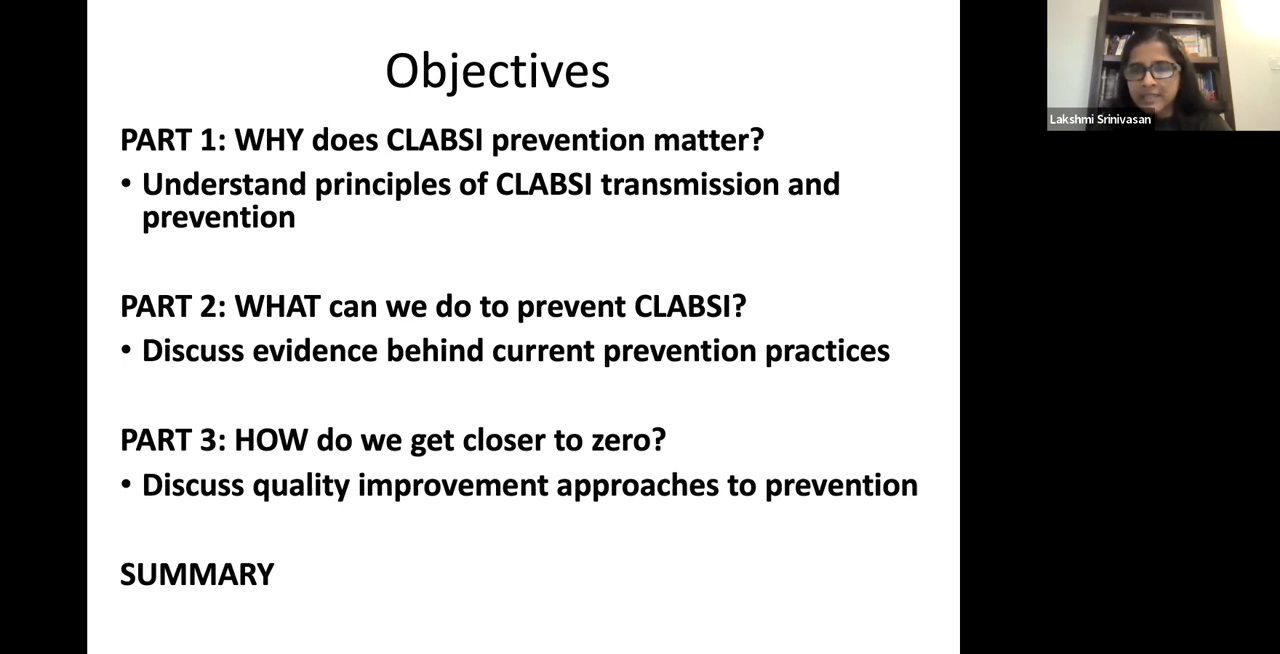 Objectives
PART 1: WHY does CLABSI prevention matter?
• Understand principles of CLABSI transmission and
prevention
PART 2: WHAT can we do to prevent CLABSI?
• Discuss evidence behind current prevention practices
PART 3: HOW do we get closer to zero?
• Discuss quality improvement approaches to prevention
SUMMARY
Lakshmi Srinivasan